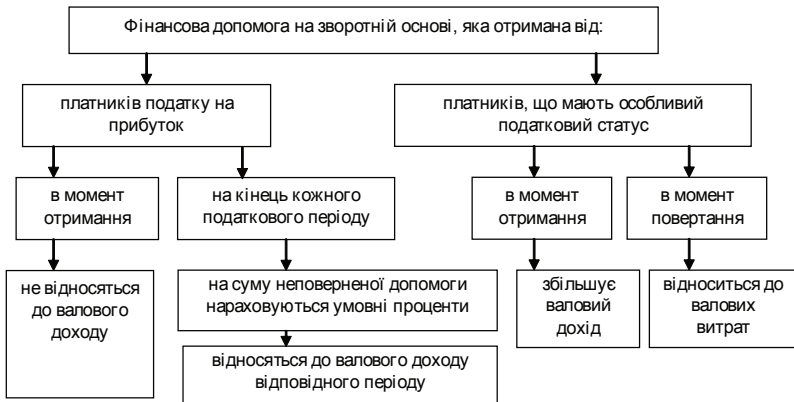 Фінансова допомога на зворотній основі, яка отримана від:
платників податку на
прибуток
платників, що мають особливий
податковий статус
в момент
отримання
на кінець кожного
податкового періоду
в момент
отримання
в момент
повертання
не відносяться
до валового
доходу
на суму неповерненої допомоги
нараховуються умовні проценти
збільшує
валовий
дохід
відноситься до
валових
витрат
відносяться до валового доходу
відповідного періоду